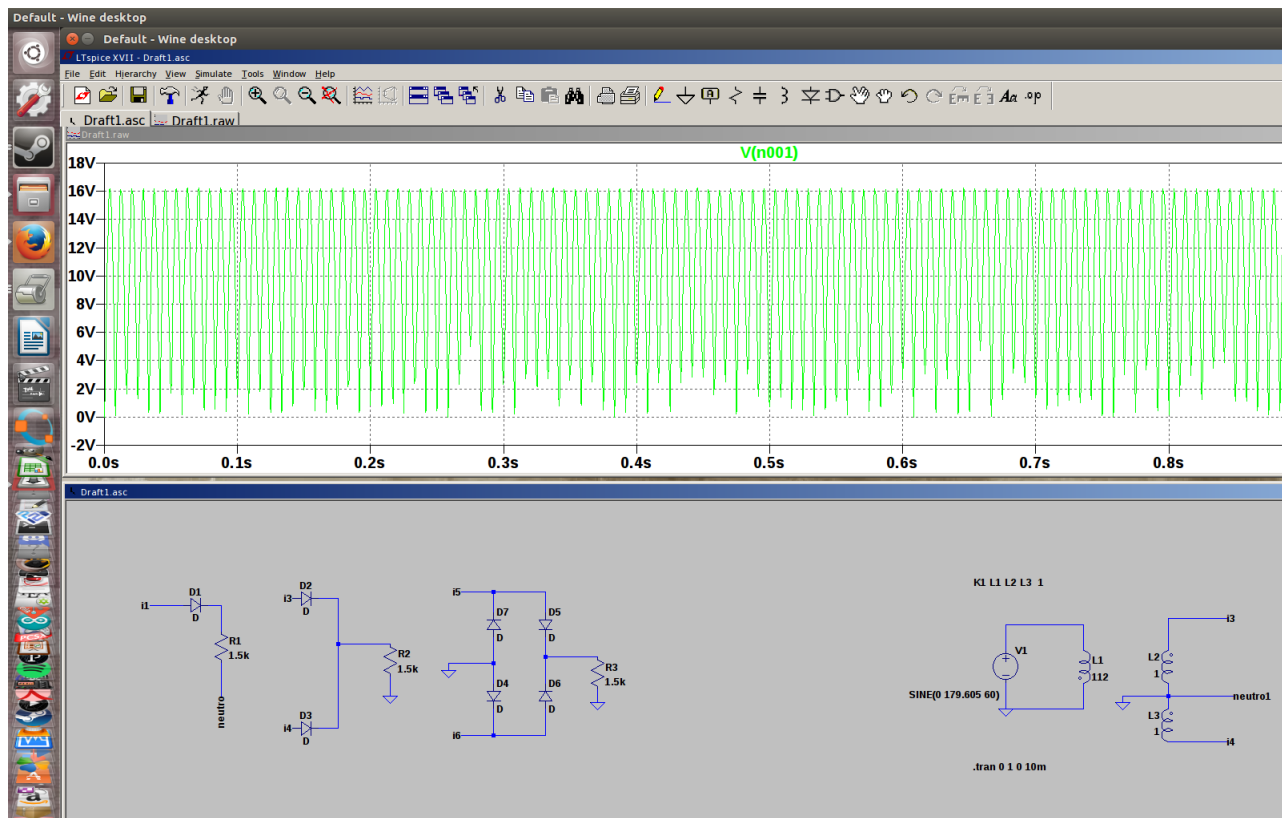 Default - Wine desktop
Default - Wine desktop
LTspice XVII - Draft1.asc
File Edit Hierarchy View Simulate Tools Window Help
Aa .op
Draft1.asc Draft1.raw
Draft1.raw
V(n001)
18V
16V
14V
12V
10V
8V
6V
4V
2V
0V
-2V
0.0s 0.1s 0.2s 0.3s 0.4s 0.5s 0.6s 0.7s 0.8s
Draft1.asc
K1 L1 L2 L3 1
i1 D1 D
R1
1.5k
neutro
i3 D2 D
R2
1.5k
i4 D3 D
i5
D7 D
D5 D
D4 D
D6 D
R3
1.5k
i6
V1
SINE(0 179.605 60)
L1
112
i3
L2
1
neutro1
L3
1
i4
.tran 0 1 0 10m